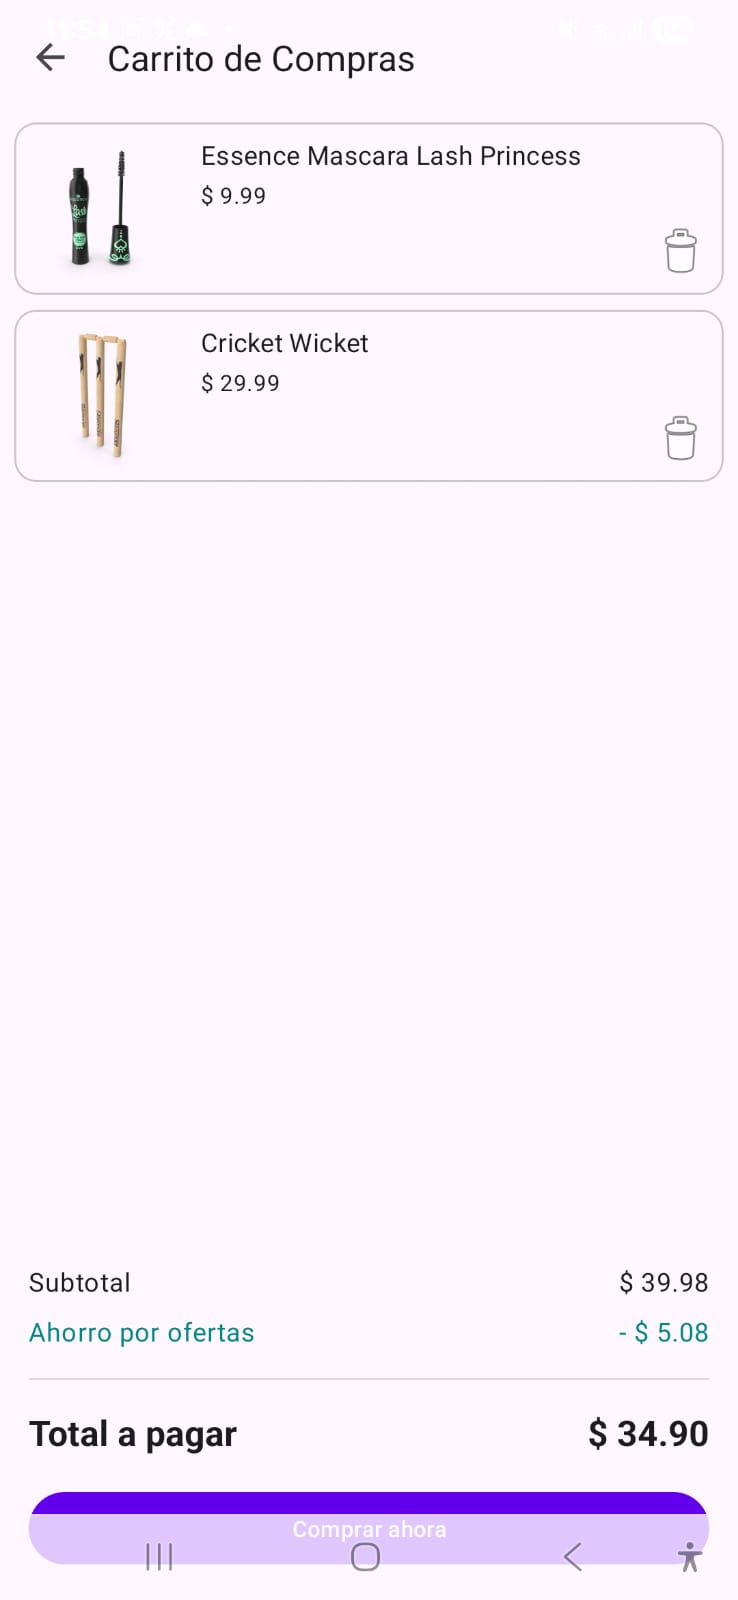 11:54
Carrito de Compras
Essence Mascara Lash Princess
$ 9.99
Cricket Wicket
$ 29.99
Subtotal
$ 39.98
Ahorro por ofertas
- $ 5.08
Total a pagar
$ 34.90
Comprar ahora